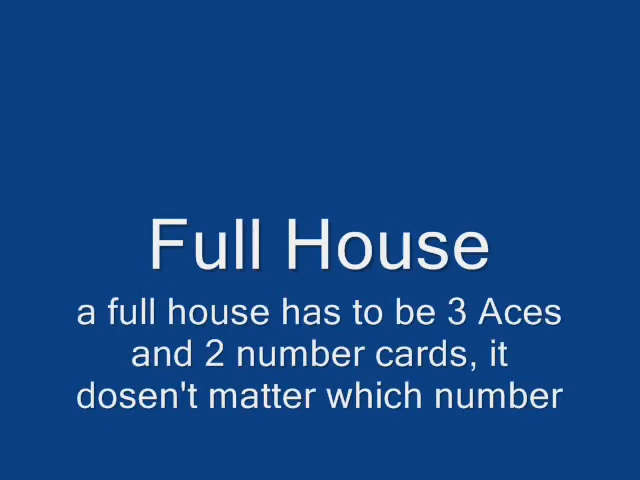 Full House
a full house has to be 3 Aces
and 2 number cards, it
dosen't matter which number